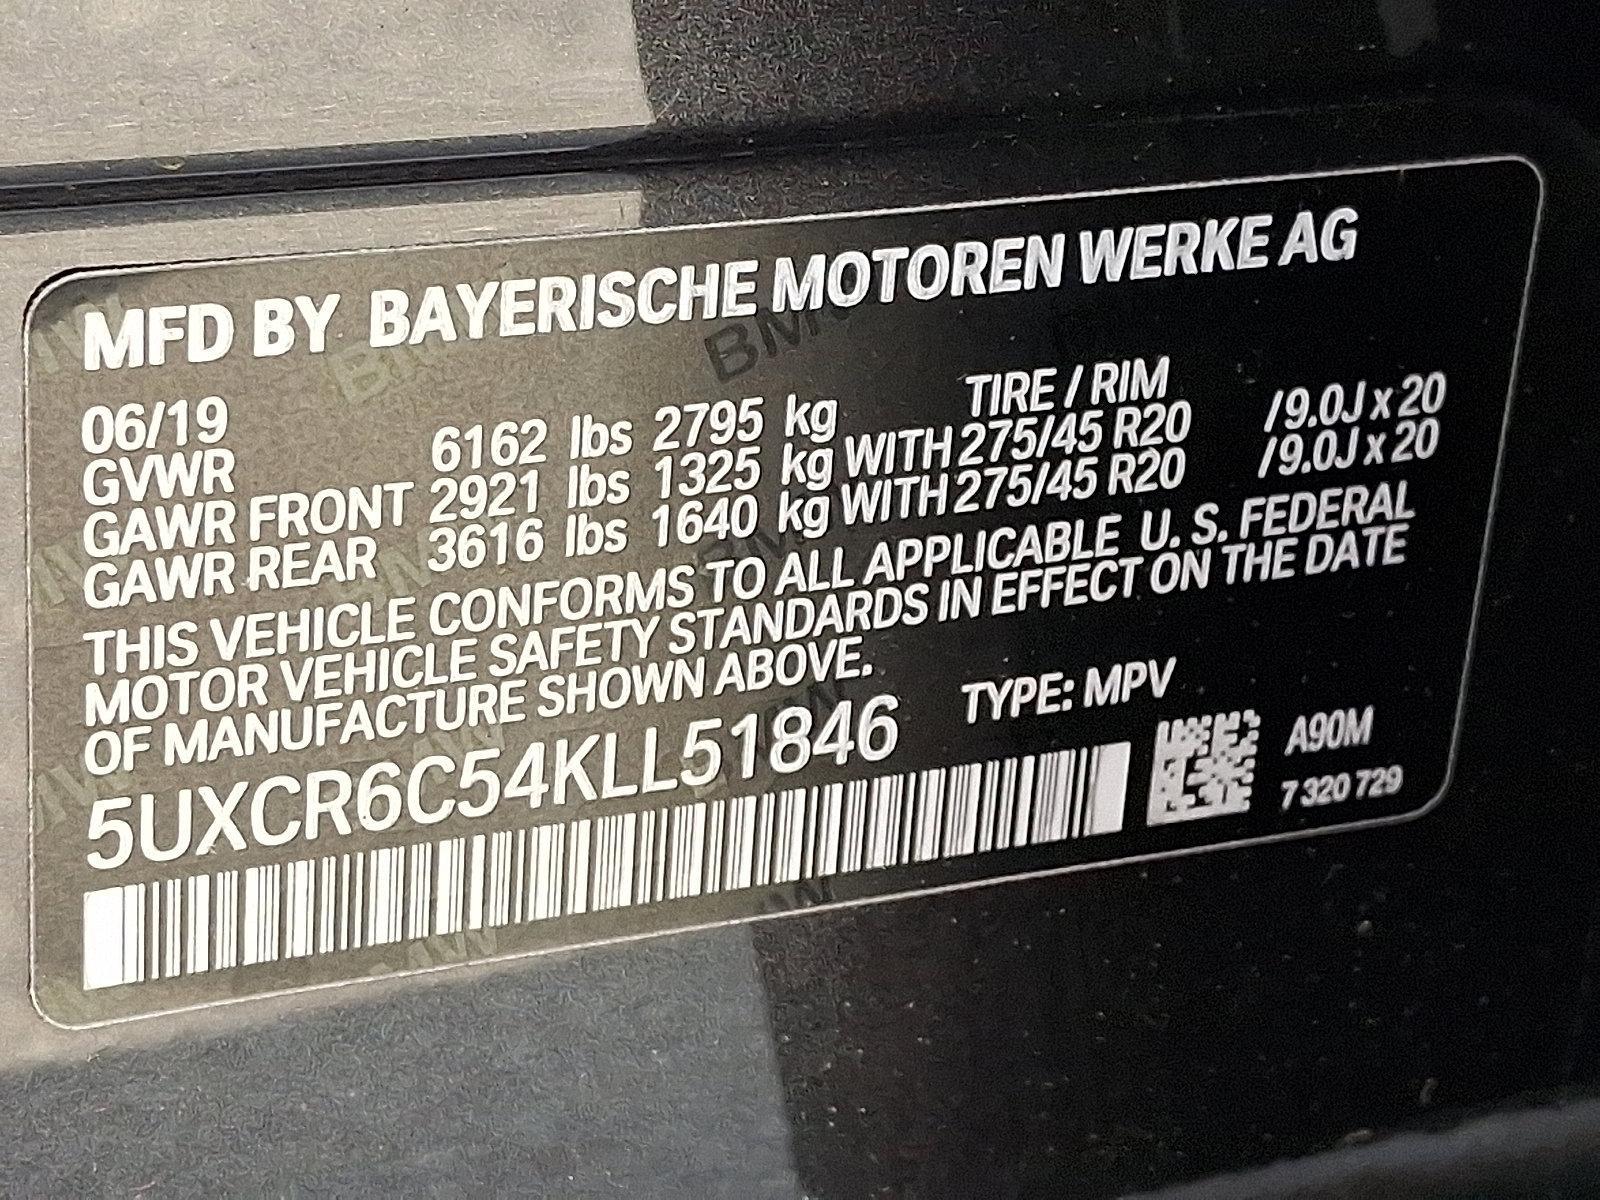 MFD BY BAYERISCHE MOTOREN WERKE AG
06/19 TIRE / RIM
GVWR 6162 lbs 2795 kg
GAWR FRONT 2921 lbs 1325 kg WITH 275/45 R20 /9.0J x 20
GAWR REAR 3616 lbs 1640 kg WITH 275/45 R20 /9.0J x 20
THIS VEHICLE CONFORMS TO ALL APPLICABLE U. S. FEDERAL
MOTOR VEHICLE SAFETY STANDARDS IN EFFECT ON THE DATE
OF MANUFACTURE SHOWN ABOVE.
5UXCR6C54KLL51846 TYPE: MPV
A90M
7 320 729